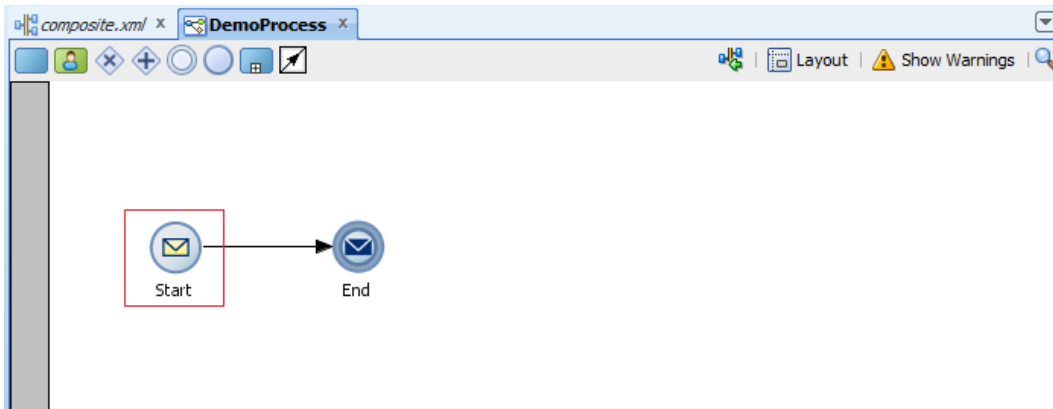 composite.xml x DemoProcess x
Layout Show Warnings
Start End